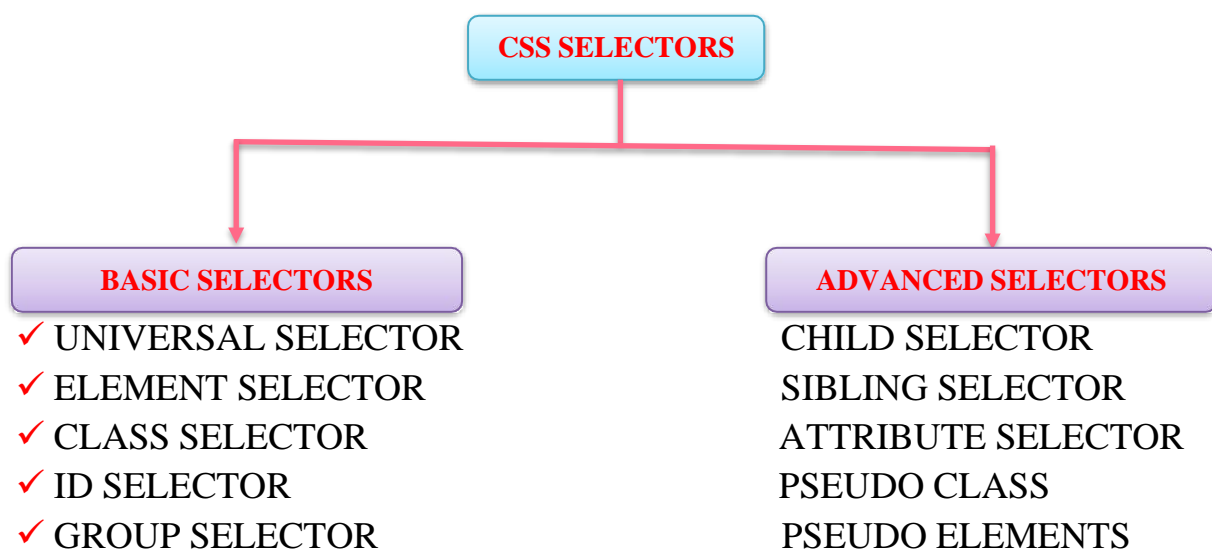 CSS SELECTORS
BASIC SELECTORS
✓ UNIVERSAL SELECTOR
✓ ELEMENT SELECTOR
✓ CLASS SELECTOR
✓ ID SELECTOR
✓ GROUP SELECTOR
ADVANCED SELECTORS
CHILD SELECTOR
SIBLING SELECTOR
ATTRIBUTE SELECTOR
PSEUDO CLASS
PSEUDO ELEMENTS